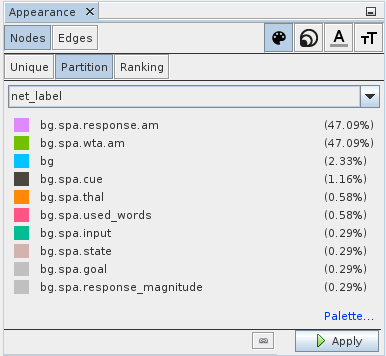 Appearance ×
Nodes Edges A TT
Unique Partition Ranking
net_label
bg.spa.response.am (47.09%)
bg.spa.wta.am (47.09%)
bg (2.33%)
bg.spa.cue (1.16%)
bg.spa.thal (0.58%)
bg.spa.used_words (0.58%)
bg.spa.input (0.29%)
bg.spa.state (0.29%)
bg.spa.goal (0.29%)
bg.spa.response_magnitude (0.29%)
Palette...
Apply